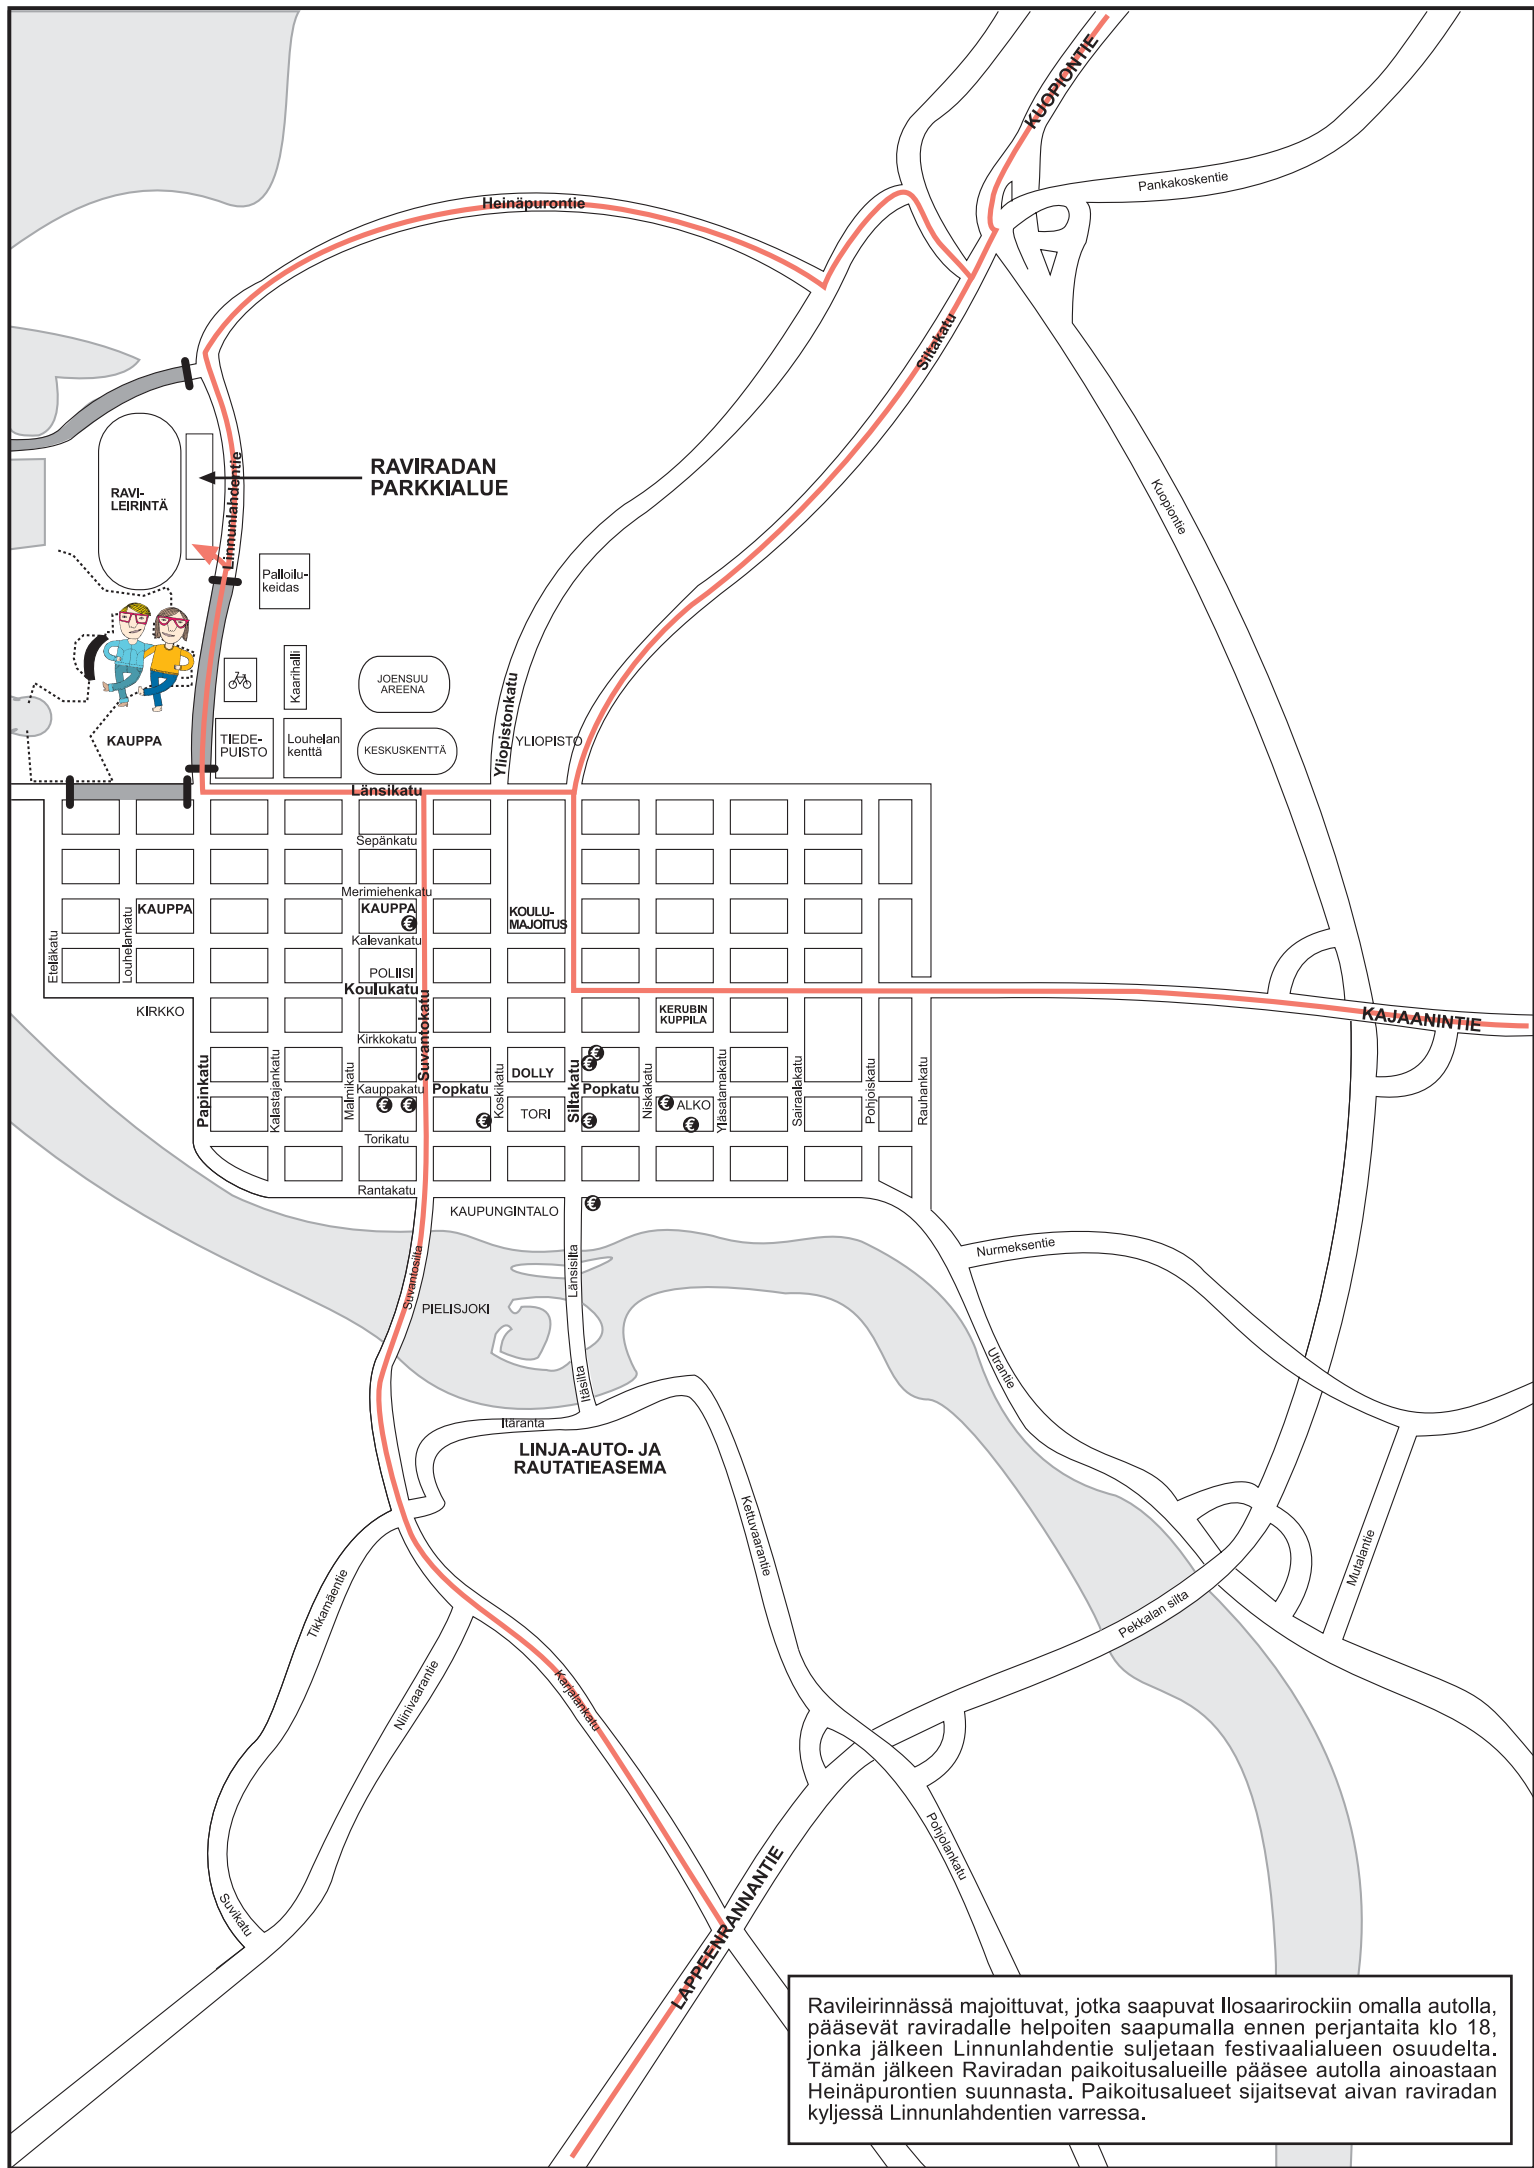 KUOPIONTIE
Pankakoskentie
Heinäpurontie
Siltakatu
Linnunlahdentie
RAVIRADAN
PARKKIALUE
RAVI-
LEIRINTÄ
Kuopiontie
Palloilu-
keidas
Kaarihalli
JOENSUU
AREENA
Yliopistonkatu
KAUPPA
TIEDE-
PUISTO
Louhelan
kenttä
KESKUSKENTTÄ
YLIOPISTO
Länsikatu
Sepänkatu
Merimiehenkatu
KAUPPA
KAUPPA
KOULU-
MAJOITUS
Eteläkatu
Louhelankatu
Kalevankatu
POLIISI
Koulukatu
KIRKKO
Suvantokatu
KERUBIN
KUPPILA
KAJAANINTIE
Kirkkokatu
Papinkatu
Kalastajankatu
Malmikatu
Kauppakatu
Popkatu
Koskikatu
DOLLY
Siltakatu
Popkatu
Niskakatu
ALKO
Yläsatamakatu
Sairaalakatu
Pohjoiskatu
Rauhankatu
TORI
Torikatu
Rantakatu
KAUPUNGINTALO
Suvantosilta
Länsisilta
Nurmeksentie
PIELISJOKI
Itäsilta
Utrantie
Itäranta
LINJA-AUTO- JA
RAUTATIEASEMA
Kettuvaarantie
Mutalantie
Tikkamäentie
Pekkalan silta
Niinivaarantie
Karjalankatu
Pohjolankatu
Suvikatu
LAPPEENRANNANTIE
Ravileirinnässä majoittuvat, jotka saapuvat Ilosaarirockiin omalla autolla,
pääsevät raviradalle helpoiten saapumalla ennen perjantaita klo 18,
jonka jälkeen Linnunlahdentie suljetaan festivaalialueen osuudelta.
Tämän jälkeen Raviradan paikoitusalueille pääsee autolla ainoastaan
Heinäpurontien suunnasta. Paikoitusalueet sijaitsevat aivan raviradan
kyljessä Linnunlahdentien varressa.